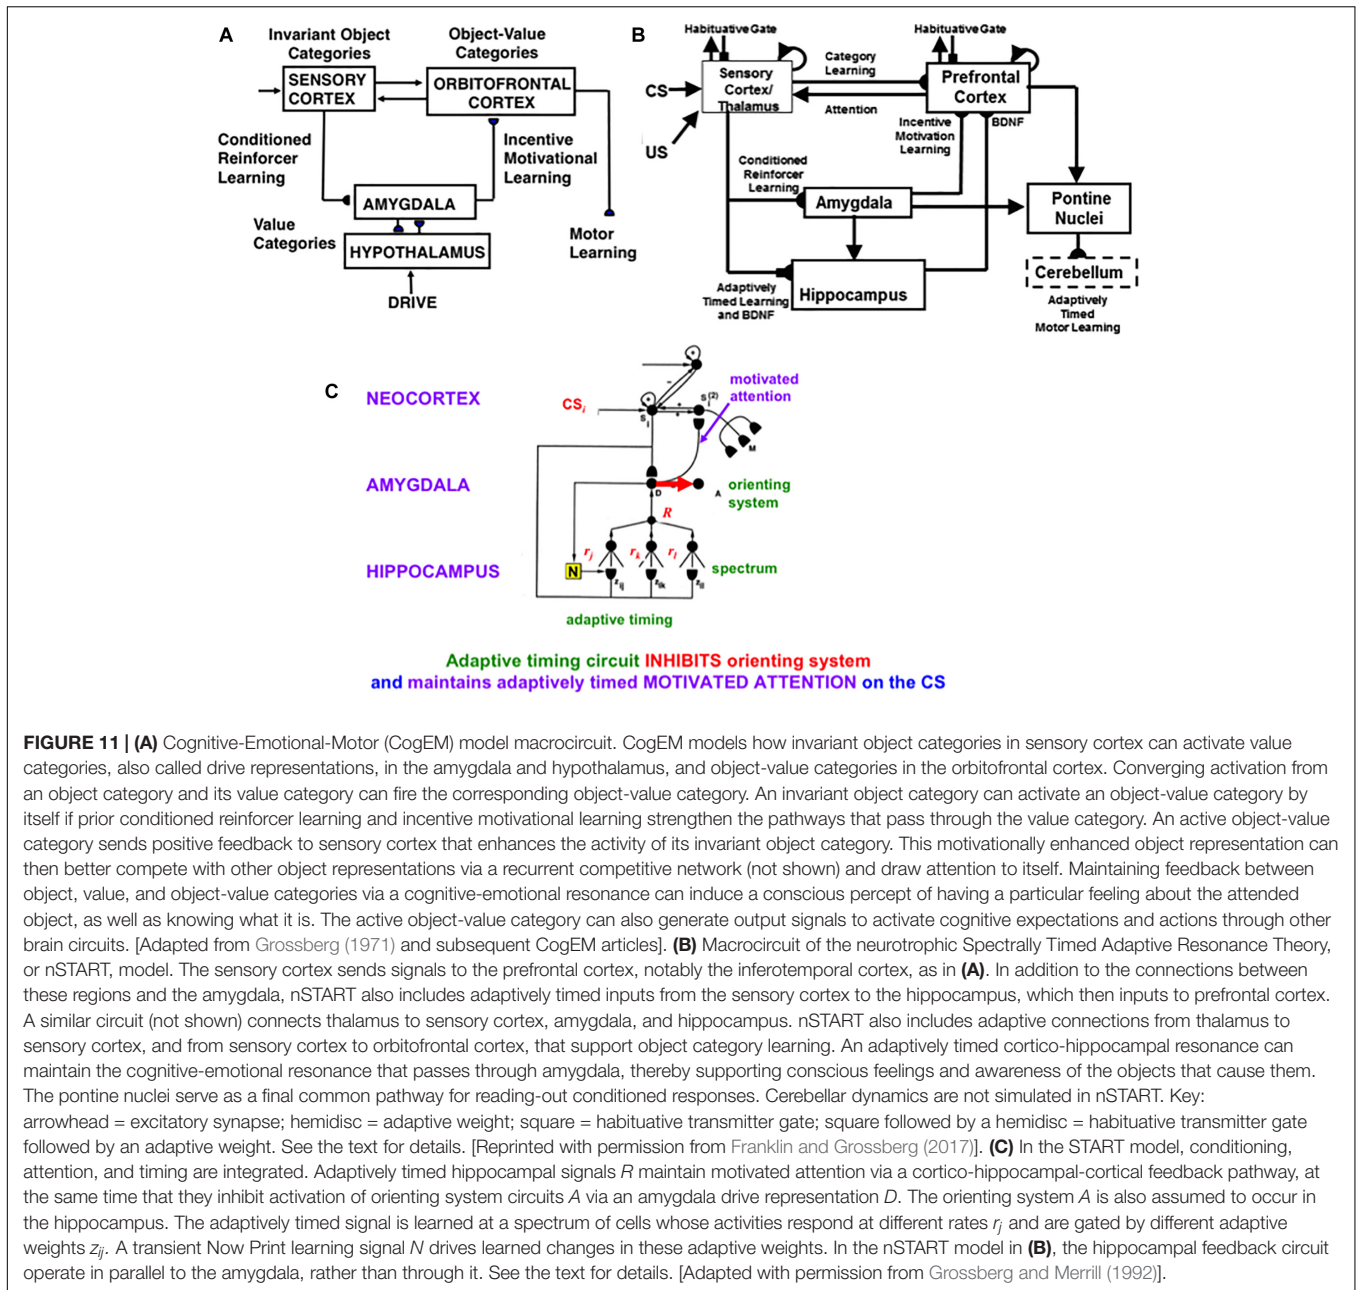 A
Invariant Object
Categories
Object-Value
Categories
SENSORY
CORTEX
ORBITOFRONTAL
CORTEX
Conditioned
Reinforcer
Learning
Incentive
Motivational
Learning
AMYGDALA
Value
Categories
HYPOTHALAMUS
Motor
Learning
DRIVE
B
Habituative Gate
Habituative Gate
Sensory
Cortex/
Thalamus
Category
Learning
Prefrontal
Cortex
CS
Attention
US
Incentive
Motivation
Learning
BDNF
Conditioned
Reinforcer
Learning
Amygdala
Pontine
Nuclei
Hippocampus
Cerebellum
Adaptively
Timed Learning
and BDNF
Adaptively
Timed
Motor Learning
C
NEOCORTEX
CSi
Si
Si(2)
motivated
attention
M
AMYGDALA
D
A
orienting
system
R
rj
rk
rl
HIPPOCAMPUS
N
zij
zik
zil
spectrum
adaptive timing
Adaptive timing circuit INHIBITS orienting system
and maintains adaptively timed MOTIVATED ATTENTION on the CS
FIGURE 11 | (A) Cognitive-Emotional-Motor (CogEM) model macrocircuit. CogEM models how invariant object categories in sensory cortex can activate value
categories, also called drive representations, in the amygdala and hypothalamus, and object-value categories in the orbitofrontal cortex. Converging activation from
an object category and its value category can fire the corresponding object-value category. An invariant object category can activate an object-value category by
itself if prior conditioned reinforcer learning and incentive motivational learning strengthen the pathways that pass through the value category. An active object-value
category sends positive feedback to sensory cortex that enhances the activity of its invariant object category. This motivationally enhanced object representation can
then better compete with other object representations via a recurrent competitive network (not shown) and draw attention to itself. Maintaining feedback between
object, value, and object-value categories via a cognitive-emotional resonance can induce a conscious percept of having a particular feeling about the attended
object, as well as knowing what it is. The active object-value category can also generate output signals to activate cognitive expectations and actions through other
brain circuits. [Adapted from Grossberg (1971) and subsequent CogEM articles]. (B) Macrocircuit of the neurotrophic Spectrally Timed Adaptive Resonance Theory,
or nSTART, model. The sensory cortex sends signals to the prefrontal cortex, notably the inferotemporal cortex, as in (A). In addition to the connections between
these regions and the amygdala, nSTART also includes adaptively timed inputs from the sensory cortex to the hippocampus, which then inputs to prefrontal cortex.
A similar circuit (not shown) connects thalamus to sensory cortex, amygdala, and hippocampus. nSTART also includes adaptive connections from thalamus to
sensory cortex, and from sensory cortex to orbitofrontal cortex, that support object category learning. An adaptively timed cortico-hippocampal resonance can
maintain the cognitive-emotional resonance that passes through amygdala, thereby supporting conscious feelings and awareness of the objects that cause them.
The pontine nuclei serve as a final common pathway for reading-out conditioned responses. Cerebellar dynamics are not simulated in nSTART. Key:
arrowhead = excitatory synapse; hemidisc = adaptive weight; square = habituative transmitter gate; square followed by a hemidisc = habituative transmitter gate
followed by an adaptive weight. See the text for details. [Reprinted with permission from Franklin and Grossberg (2017)]. (C) In the START model, conditioning,
attention, and timing are integrated. Adaptively timed hippocampal signals R maintain motivated attention via a cortico-hippocampal-cortical feedback pathway, at
the same time that they inhibit activation of orienting system circuits A via an amygdala drive representation D. The orienting system A is also assumed to occur in
the hippocampus. The adaptively timed signal is learned at a spectrum of cells whose activities respond at different rates rj and are gated by different adaptive
weights zij. A transient Now Print learning signal N drives learned changes in these adaptive weights. In the nSTART model in (B), the hippocampal feedback circuit
operate in parallel to the amygdala, rather than through it. See the text for details. [Adapted with permission from Grossberg and Merrill (1992)].